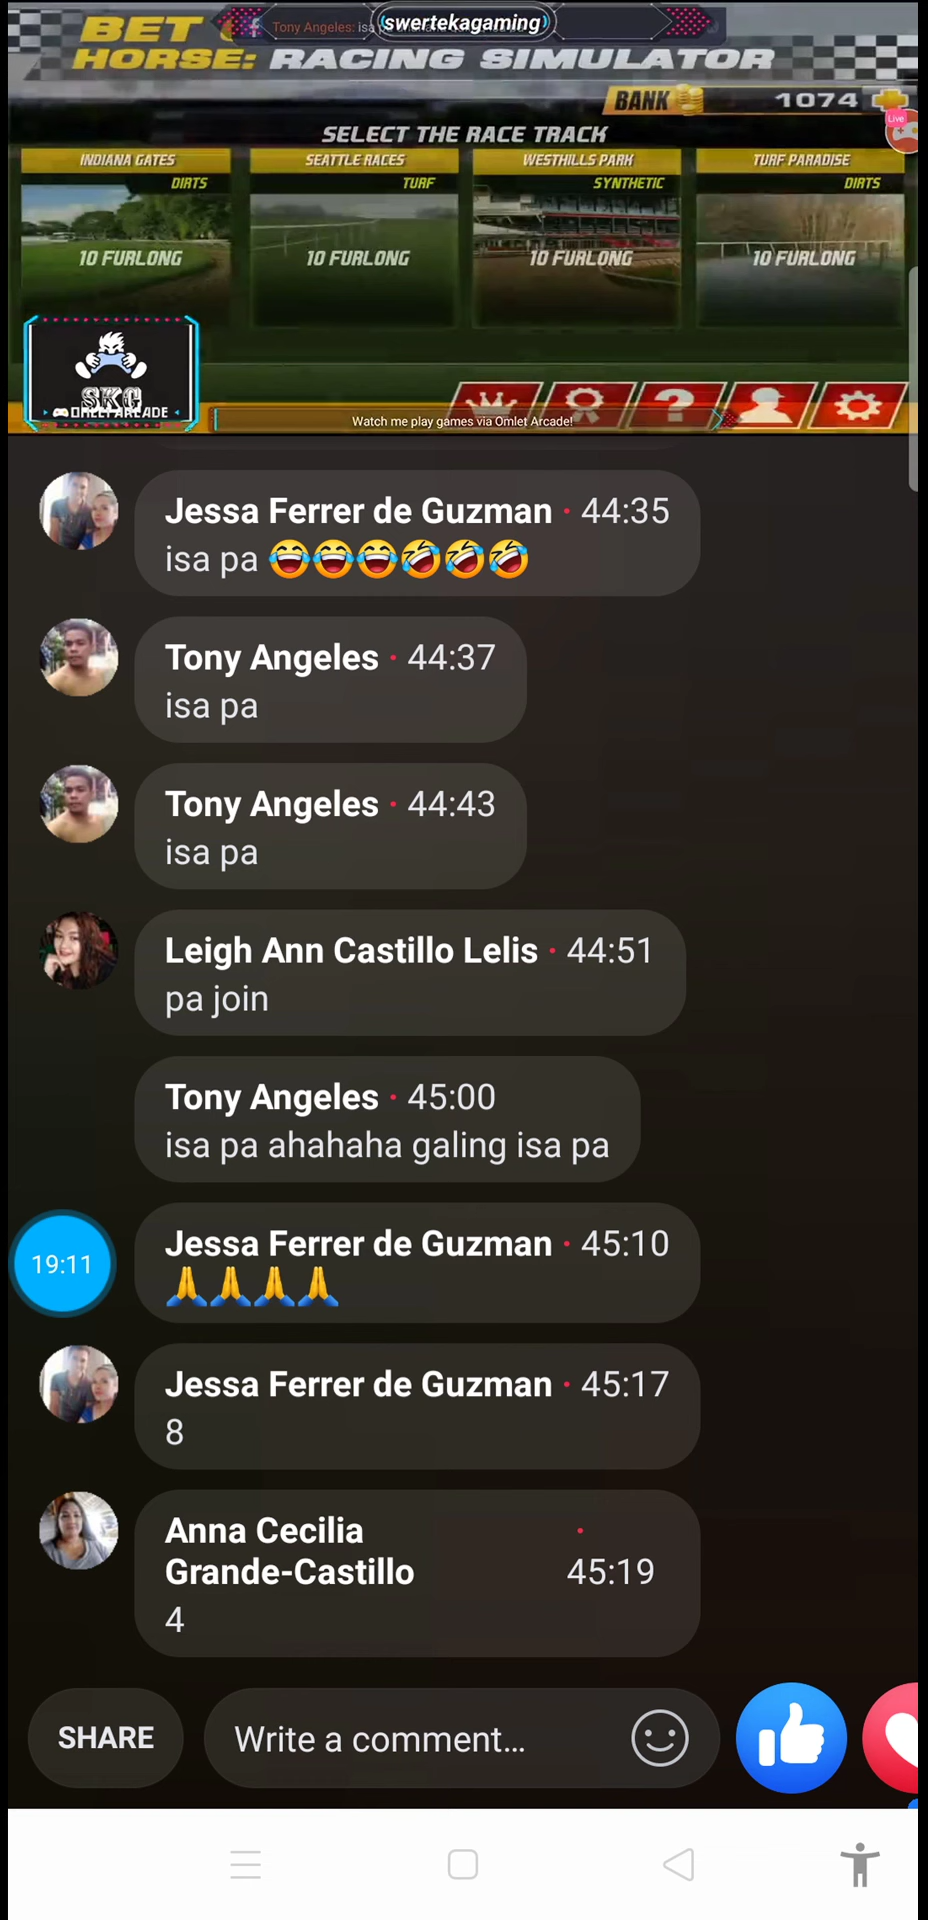 BET
Tony Angeles: isa
swertekagaming
HORSE: RACING SIMULATOR
BANK 1074
Live
SELECT THE RACE TRACK
INDIANA GATES SEATTLE RACES WESTHILLS PARK TURF PARADISE
DIRTS TURF SYNTHETIC DIRTS
10 FURLONG 10 FURLONG 10 FURLONG 10 FURLONG
SKG
OMLET ARCADE
Watch me play games via Omlet Arcade!
Jessa Ferrer de Guzman · 44:35
isa pa 😂😂😂🤣🤣🤣
Tony Angeles · 44:37
isa pa
Tony Angeles · 44:43
isa pa
Leigh Ann Castillo Lelis · 44:51
pa join
Tony Angeles · 45:00
isa pa ahahaha galing isa pa
19:11
Jessa Ferrer de Guzman · 45:10
🙏🙏🙏🙏
Jessa Ferrer de Guzman · 45:17
8
Anna Cecilia ·
Grande-Castillo 45:19
4
SHARE Write a comment...